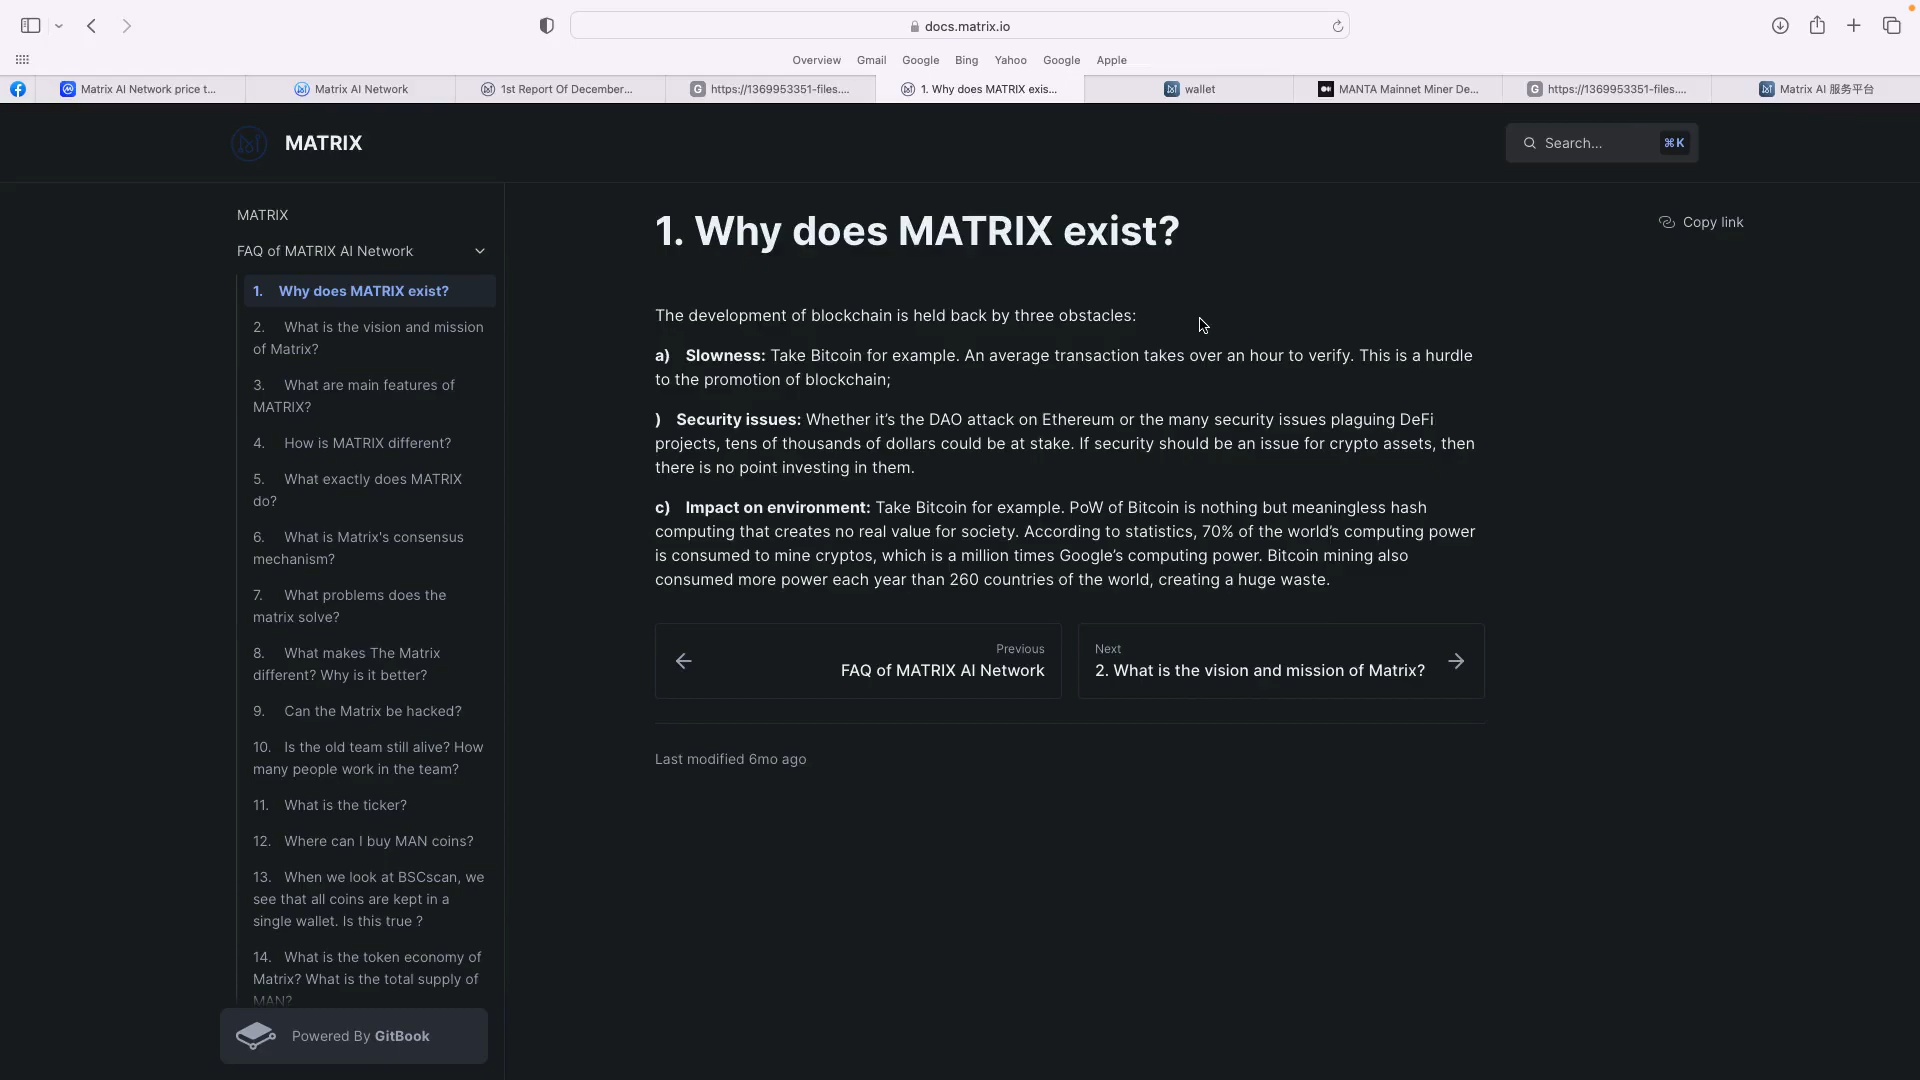 docs.matrix.io
Overview
Gmail
Google
Bing
Yahoo
Google
Apple
Matrix AI Network price t...
Matrix AI Network
1st Report Of December...
G https://1369953351-files....
1. Why does MATRIX exis...
wallet
MANTA Mainnet Miner De...
G https://1369953351-files....
Matrix AI 服务平台
MATRIX
Search...
⌘K
MATRIX
FAQ of MATRIX AI Network
1. Why does MATRIX exist?
2. What is the vision and mission
of Matrix?
3. What are main features of
MATRIX?
4. How is MATRIX different?
5. What exactly does MATRIX
do?
6. What is Matrix's consensus
mechanism?
7. What problems does the
matrix solve?
8. What makes The Matrix
different? Why is it better?
9. Can the Matrix be hacked?
10. Is the old team still alive? How
many people work in the team?
11. What is the ticker?
12. Where can I buy MAN coins?
13. When we look at BSCscan, we
see that all coins are kept in a
single wallet. Is this true ?
14. What is the token economy of
Matrix? What is the total supply of
MAN?
Powered By GitBook
1. Why does MATRIX exist?
Copy link
The development of blockchain is held back by three obstacles:
a) Slowness: Take Bitcoin for example. An average transaction takes over an hour to verify. This is a hurdle
to the promotion of blockchain;
) Security issues: Whether it’s the DAO attack on Ethereum or the many security issues plaguing DeFi
projects, tens of thousands of dollars could be at stake. If security should be an issue for crypto assets, then
there is no point investing in them.
c) Impact on environment: Take Bitcoin for example. PoW of Bitcoin is nothing but meaningless hash
computing that creates no real value for society. According to statistics, 70% of the world’s computing power
is consumed to mine cryptos, which is a million times Google’s computing power. Bitcoin mining also
consumed more power each year than 260 countries of the world, creating a huge waste.
Previous
FAQ of MATRIX AI Network
Next
2. What is the vision and mission of Matrix?
Last modified 6mo ago